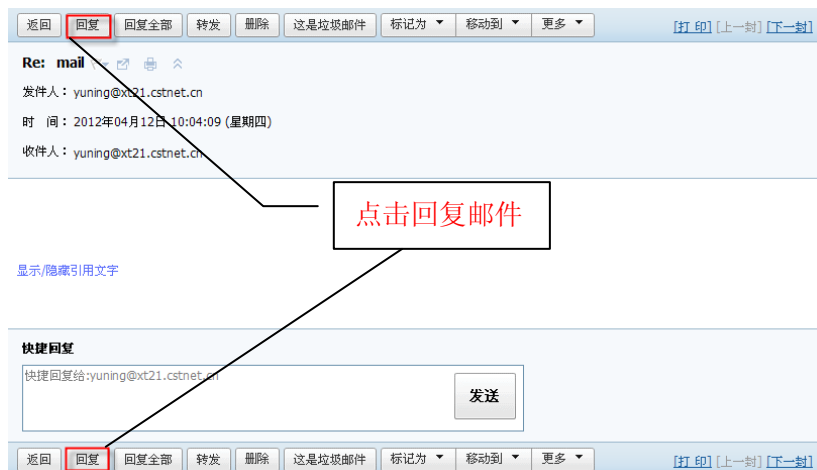 返回 回复 回复全部 转发 删除 这是垃圾邮件 标记为 移动到 更多 [打 印] [上一封] [下一封]
Re: mail
发件人：yuning@xt21.cstnet.cn
时 间：2012年04月12日 10:04:09 (星期四)
收件人：yuning@xt21.cstnet.cn
点击回复邮件
显示/隐藏引用文字
快捷回复
快捷回复给:yuning@xt21.cstnet.cn
发送
返回 回复 回复全部 转发 删除 这是垃圾邮件 标记为 移动到 更多 [打 印] [上一封] [下一封]